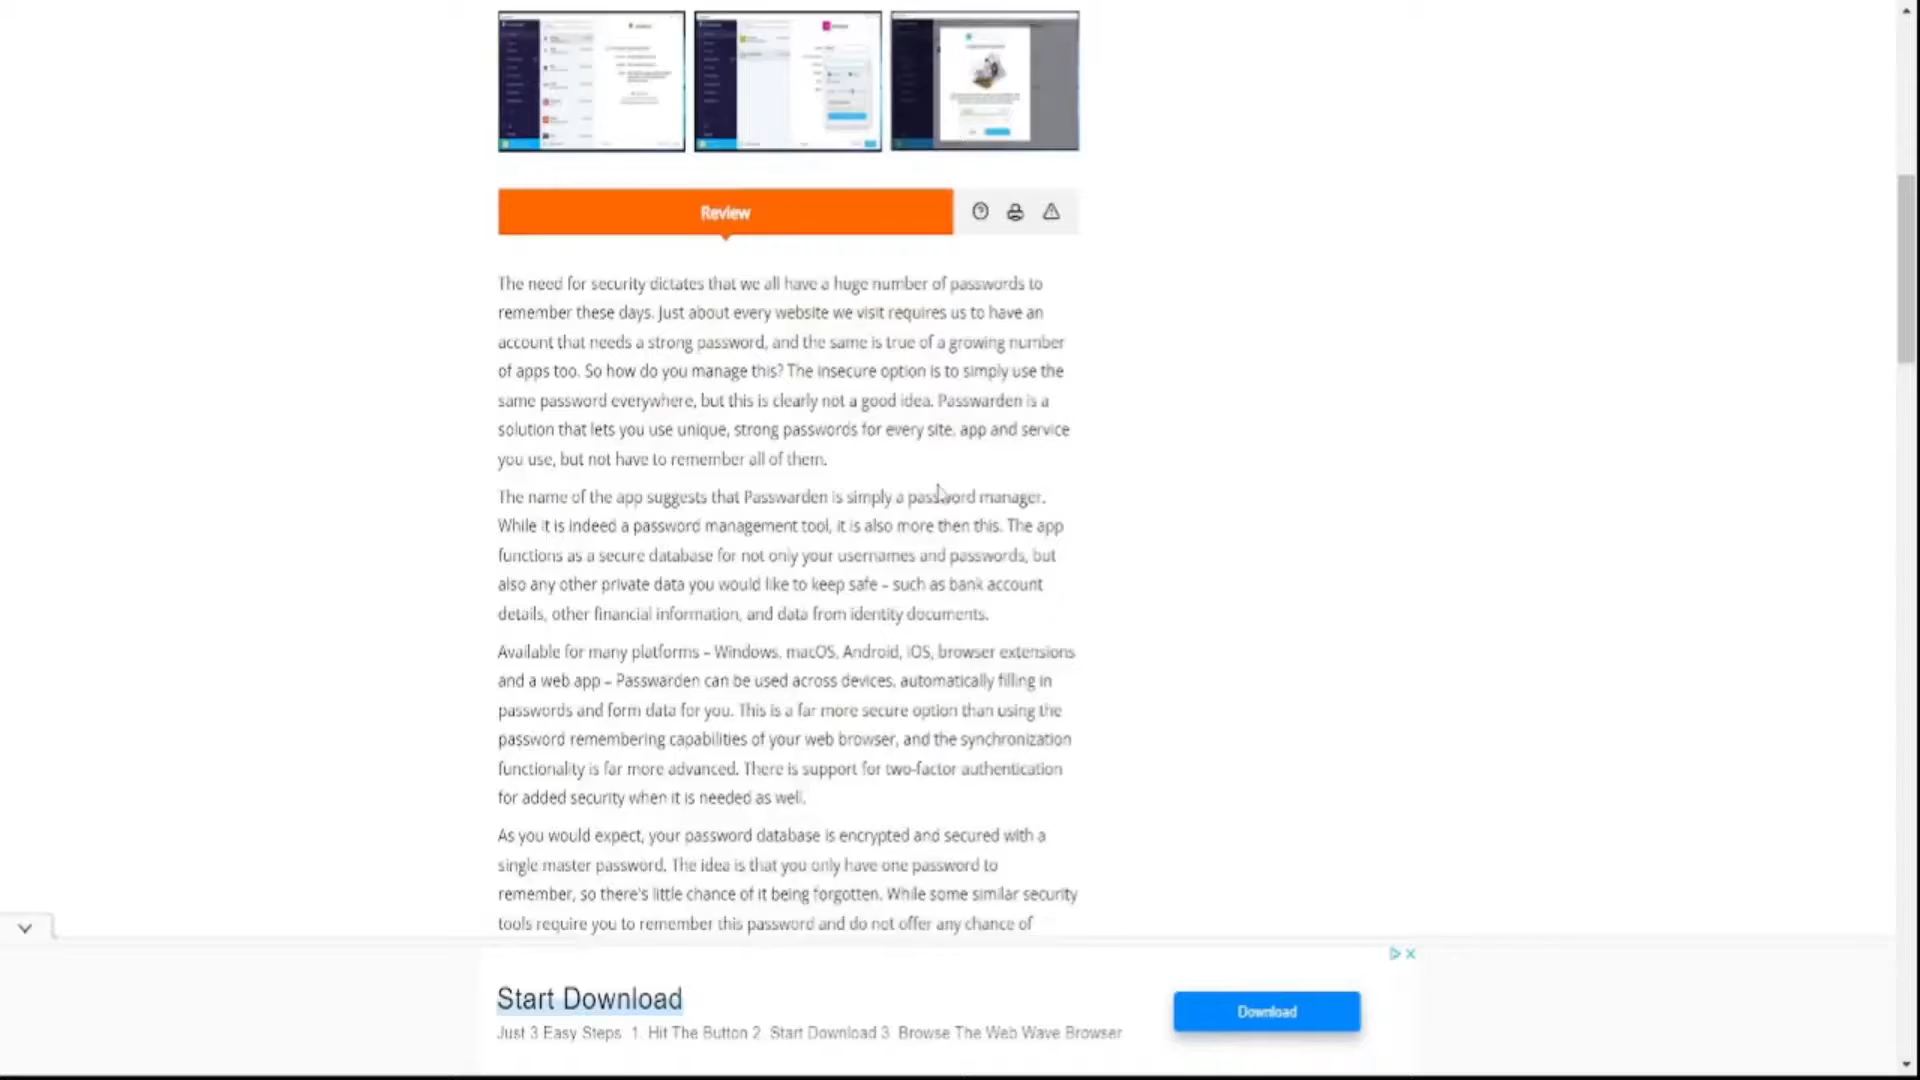 Review
The need for security dictates that we all have a huge number of passwords to
remember these days. Just about every website we visit requires us to have an
account that needs a strong password, and the same is true of a growing number
of apps too. So how do you manage this? The insecure option is to simply use the
same password everywhere, but this is clearly not a good idea. Passwarden is a
solution that lets you use unique, strong passwords for every site, app and service
you use, but not have to remember all of them.
The name of the app suggests that Passwarden is simply a password manager.
While it is indeed a password management tool, it is also more then this. The app
functions as a secure database for not only your usernames and passwords, but
also any other private data you would like to keep safe – such as bank account
details, other financial information, and data from identity documents.
Available for many platforms – Windows, macOS, Android, iOS, browser extensions
and a web app – Passwarden can be used across devices, automatically filling in
passwords and form data for you. This is a far more secure option than using the
password remembering capabilities of your web browser, and the synchronization
functionality is far more advanced. There is support for two-factor authentication
for added security when it is needed as well.
As you would expect, your password database is encrypted and secured with a
single master password. The idea is that you only have one password to
remember, so there's little chance of it being forgotten. While some similar security
tools require you to remember this password and do not offer any chance of
Start Download
Just 3 Easy Steps. 1. Hit The Button 2. Start Download 3. Browse The Web Wave Browser
Download